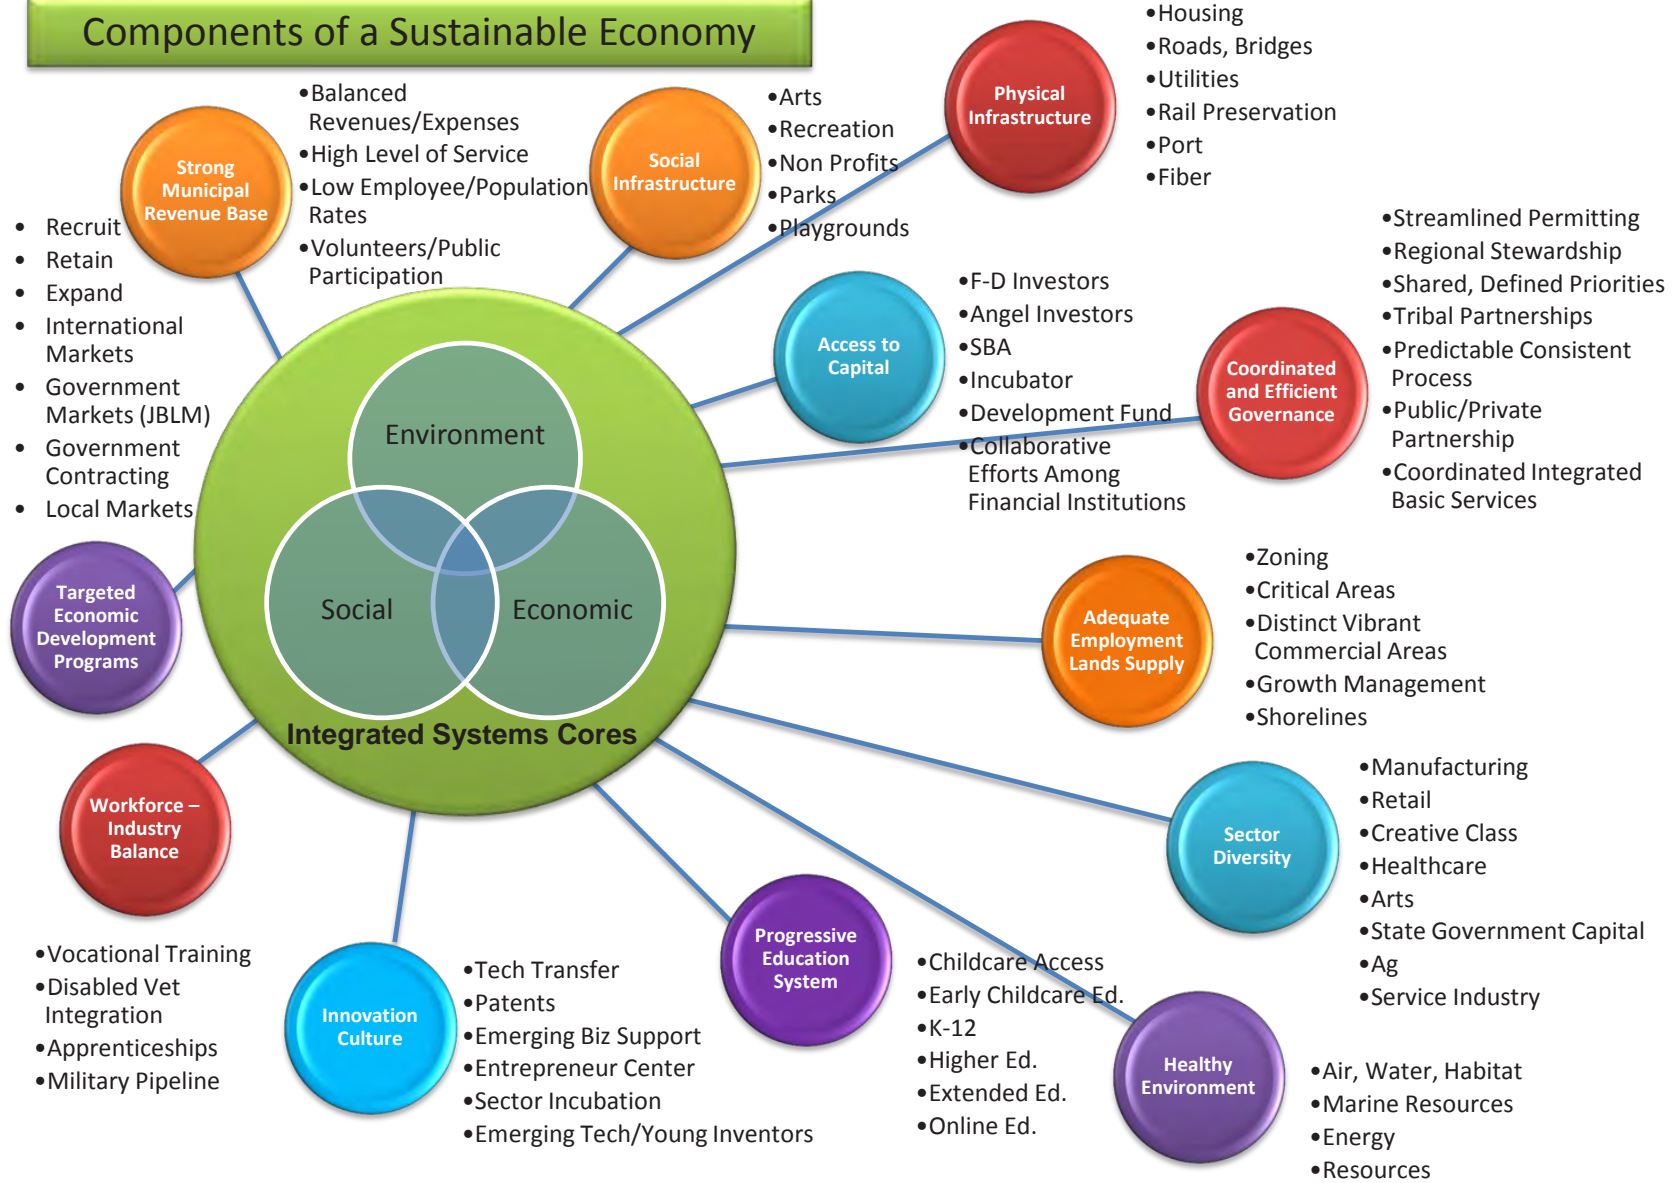 Components of a Sustainable Economy
Strong
Municipal
Revenue Base
•Balanced
Revenues/Expenses
•High Level of Service
•Low Employee/Population
Rates
•Volunteers/Public
Participation
Social
Infrastructure
•Arts
•Recreation
•Non Profits
•Parks
•Playgrounds
Physical
Infrastructure
•Housing
•Roads, Bridges
•Utilities
•Rail Preservation
•Port
•Fiber
Access to
Capital
•F-D Investors
•Angel Investors
•SBA
•Incubator
•Development Fund
•Collaborative
Efforts Among
Financial Institutions
Coordinated
and Efficient
Governance
•Streamlined Permitting
•Regional Stewardship
•Shared, Defined Priorities
•Tribal Partnerships
•Predictable Consistent
Process
•Public/Private
Partnership
•Coordinated Integrated
Basic Services
• Recruit
• Retain
• Expand
• International
Markets
• Government
Markets (JBLM)
• Government
Contracting
• Local Markets
Targeted
Economic
Development
Programs
Environment
Social
Economic
Integrated Systems Cores
Adequate
Employment
Lands Supply
•Zoning
•Critical Areas
•Distinct Vibrant
Commercial Areas
•Growth Management
•Shorelines
Workforce –
Industry
Balance
•Vocational Training
•Disabled Vet
Integration
•Apprenticeships
•Military Pipeline
Innovation
Culture
•Tech Transfer
•Patents
•Emerging Biz Support
•Entrepreneur Center
•Sector Incubation
•Emerging Tech/Young Inventors
Progressive
Education
System
•Childcare Access
•Early Childcare Ed.
•K-12
•Higher Ed.
•Extended Ed.
•Online Ed.
Sector
Diversity
•Manufacturing
•Retail
•Creative Class
•Healthcare
•Arts
•State Government Capital
•Ag
•Service Industry
Healthy
Environment
•Air, Water, Habitat
•Marine Resources
•Energy
•Resources